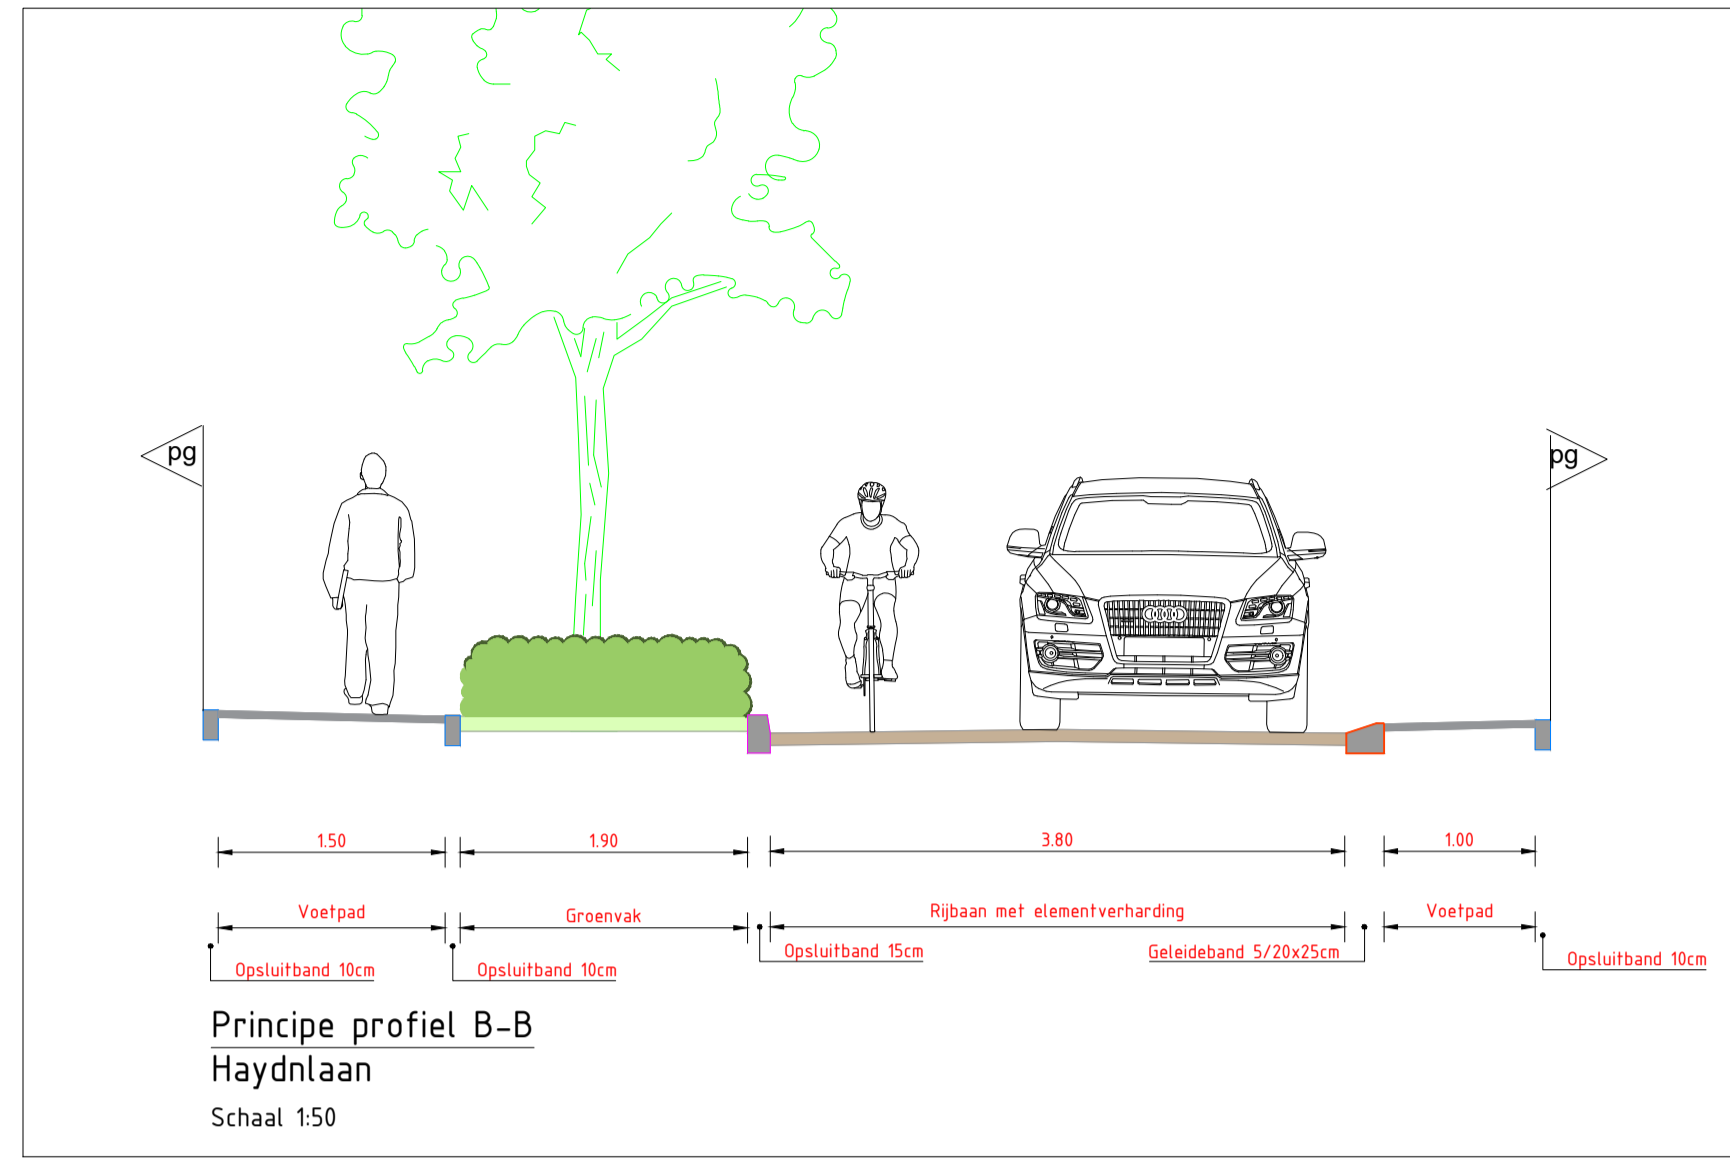 pg
pg
1.50
1.90
3.80
1.00
Voetpad
Groenvak
Rijbaan met elementverharding
Voetpad
Opsluitband 10cm
Opsluitband 10cm
Opsluitband 15cm
Geleideband 5/20x25cm
Opsluitband 10cm
Principe profiel B-B
Haydnlaan
Schaal 1:50